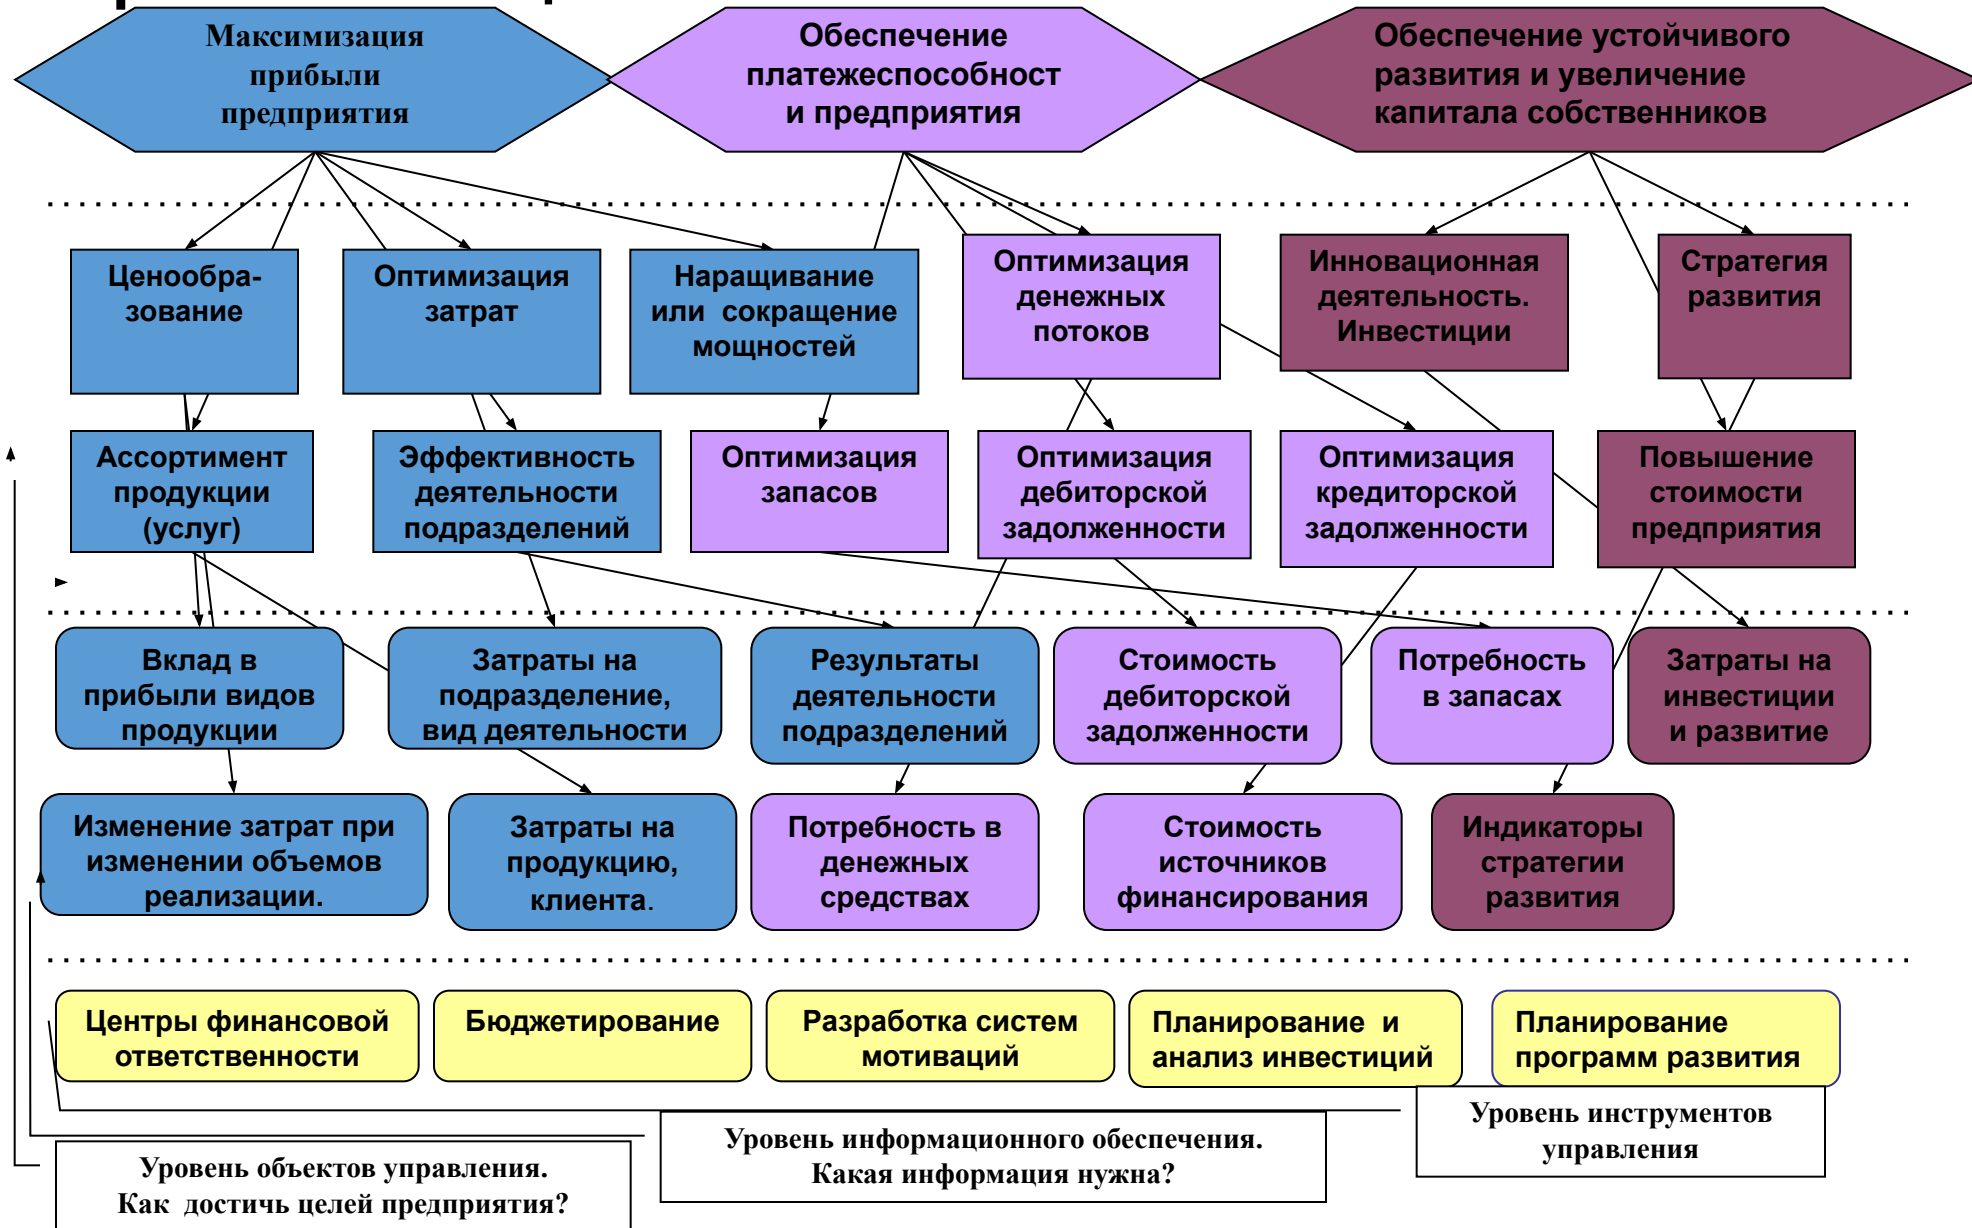 Максимизация
прибыли
предприятия
Обеспечение
платежеспособност
и предприятия
Обеспечение устойчивого
развития и увеличение
капитала собственников
Ценообра-
зование
Оптимизация
затрат
Наращивание
или сокращение
мощностей
Оптимизация
денежных
потоков
Инновационная
деятельность.
Инвестиции
Стратегия
развития
Ассортимент
продукции
(услуг)
Эффективность
деятельности
подразделений
Оптимизация
запасов
Оптимизация
дебиторской
задолженности
Оптимизация
кредиторской
задолженности
Повышение
стоимости
предприятия
Вклад в
прибыли видов
продукции
Затраты на
подразделение,
вид деятельности
Результаты
деятельности
подразделений
Стоимость
дебиторской
задолженности
Потребность
в запасах
Затраты на
инвестиции
и развитие
Изменение затрат при
изменении объемов
реализации.
Затраты на
продукцию,
клиента.
Потребность в
денежных
средствах
Стоимость
источников
финансирования
Индикаторы
стратегии
развития
Центры финансовой
ответственности
Бюджетирование
Разработка систем
мотиваций
Планирование и
анализ инвестиций
Планирование
программ развития
Уровень инструментов
управления
Уровень информационного обеспечения.
Какая информация нужна?
Уровень объектов управления.
Как достичь целей предприятия?